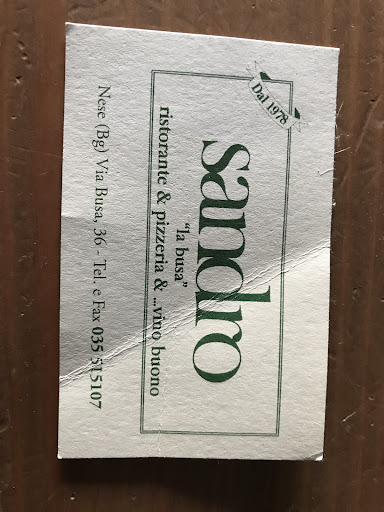 Dal 1978
sandro
"la busa"
ristorante & pizzeria & ...vino buono
Nese (Bg) Via Busa, 36 - Tel. e Fax 035 515107